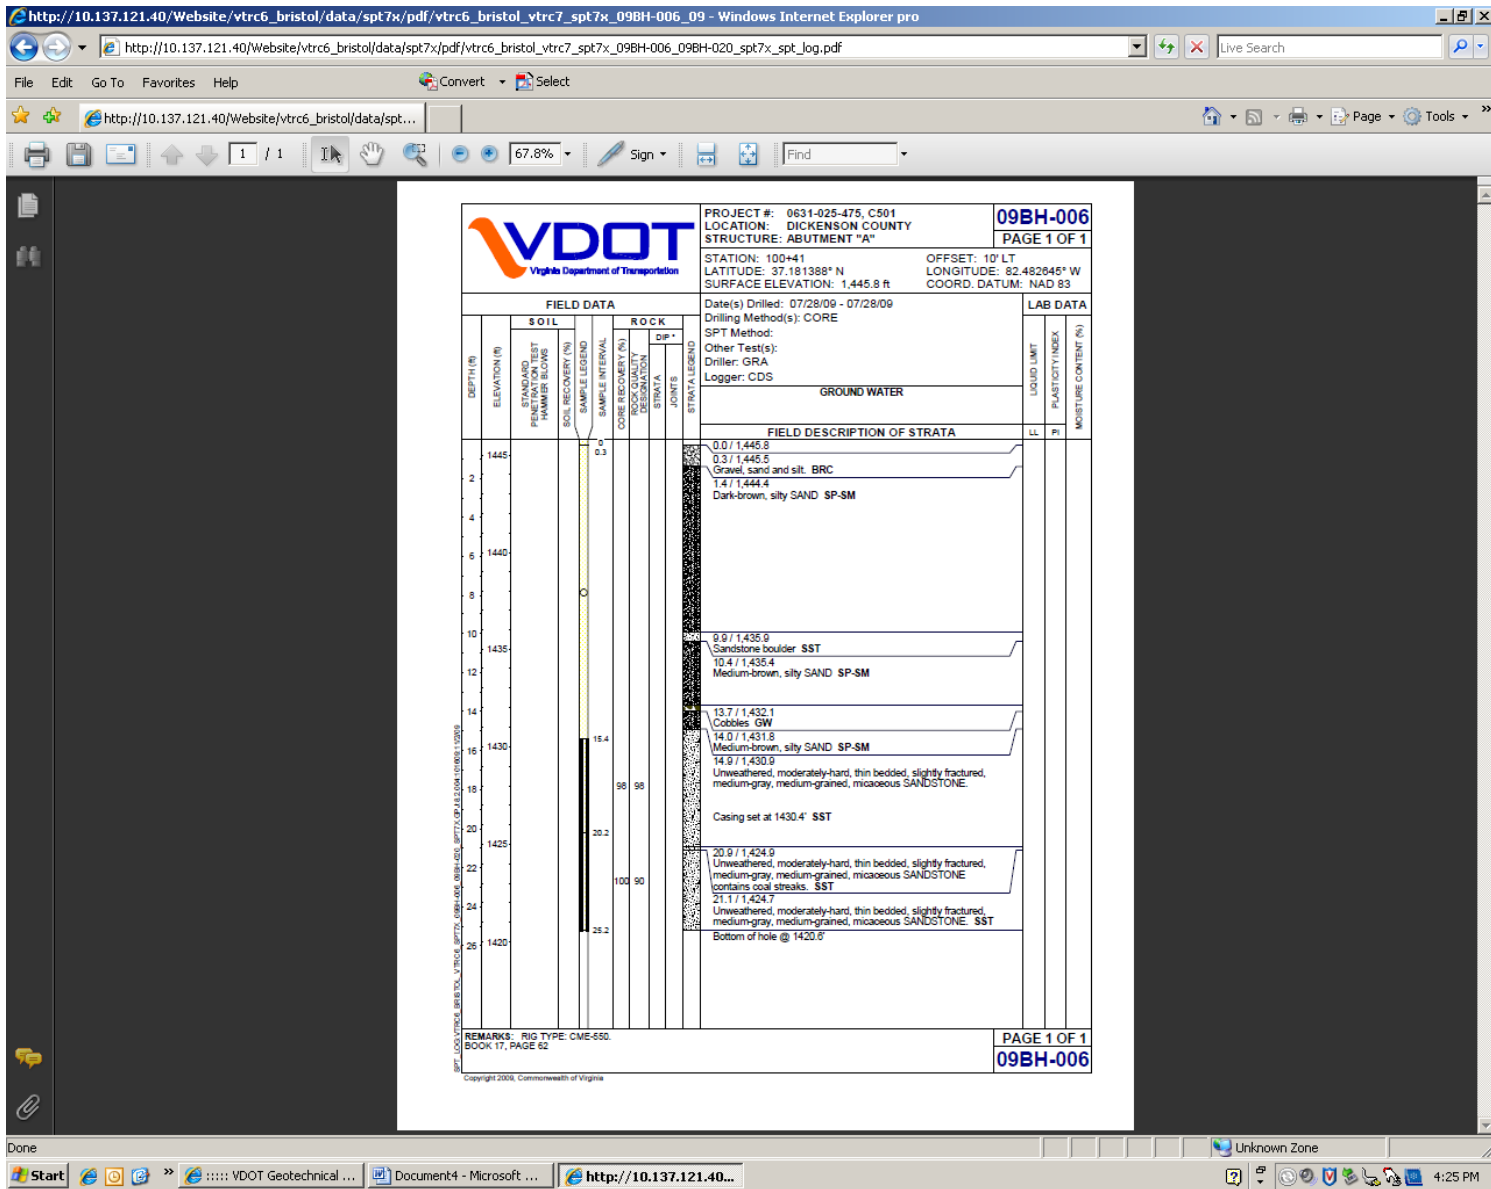 http://10.137.121.40/Website/vtrc6_bristol/data/spt7x/pdf/vtrc6_bristol_vtrc7_spt7x_09BH-006_09 - Windows Internet Explorer pro
http://10.137.121.40/Website/vtrc6_bristol/data/spt7x/pdf/vtrc6_bristol_vtrc7_spt7x_09BH-006_09BH-020_spt7x_spt_log.pdf
Live Search
File Edit Go To Favorites Help
Convert Select
http://10.137.121.40/Website/vtrc6_bristol/data/spt...
Page Tools »
1 / 1 67.8% Sign Find
VDOT
Virginia Department of Transportation
PROJECT #: 0631-025-475, C501
LOCATION: DICKENSON COUNTY
STRUCTURE: ABUTMENT "A"
09BH-006
PAGE 1 OF 1
STATION: 100+41 OFFSET: 10' LT
LATITUDE: 37.181388° N LONGITUDE: 82.482645° W
SURFACE ELEVATION: 1,445.8 ft COORD. DATUM: NAD 83
FIELD DATA
SOIL ROCK
DIP °
DEPTH (ft)
ELEVATION (ft)
STANDARD PENETRATION TEST HAMMER BLOWS
SOIL RECOVERY (%)
SAMPLE LEGEND
SAMPLE INTERVAL
CORE RECOVERY (%)
ROCK QUALITY DESIGNATION
STRATA
JOINTS
STRATA LEGEND
Date(s) Drilled: 07/28/09 - 07/28/09
Drilling Method(s): CORE
SPT Method:
Other Test(s):
Driller: GRA
Logger: CDS
GROUND WATER
FIELD DESCRIPTION OF STRATA
LAB DATA
LIQUID LIMIT
PLASTICITY INDEX
MOISTURE CONTENT (%)
LL PI
2
4
6
8
10
12
14
16
18
20
22
24
26
1445
1440
1435
1430
1425
1420
0
0.3
15.4
20.2
25.2
98 98
100 90
0.0 / 1,445.8
0.3 / 1,445.5
Gravel, sand and silt. BRC
1.4 / 1,444.4
Dark-brown, silty SAND SP-SM
9.9 / 1,435.9
Sandstone boulder SST
10.4 / 1,435.4
Medium-brown, silty SAND SP-SM
13.7 / 1,432.1
Cobbles GW
14.0 / 1,431.8
Medium-brown, silty SAND SP-SM
14.9 / 1,430.9
Unweathered, moderately-hard, thin bedded, slightly fractured,
medium-gray, medium-grained, micaceous SANDSTONE.
Casing set at 1430.4' SST
20.9 / 1,424.9
Unweathered, moderately-hard, thin bedded, slightly fractured,
medium-gray, medium-grained, micaceous SANDSTONE
contains coal streaks. SST
21.1 / 1,424.7
Unweathered, moderately-hard, thin bedded, slightly fractured,
medium-gray, medium-grained, micaceous SANDSTONE. SST
Bottom of hole @ 1420.6'
REMARKS: RIG TYPE: CME-550.
BOOK 17, PAGE 62
PAGE 1 OF 1
09BH-006
Copyright 2009, Commonwealth of Virginia
Done
Unknown Zone
Start » ::::: VDOT Geotechnical ... Document4 - Microsoft ... http://10.137.121.40... 4:25 PM